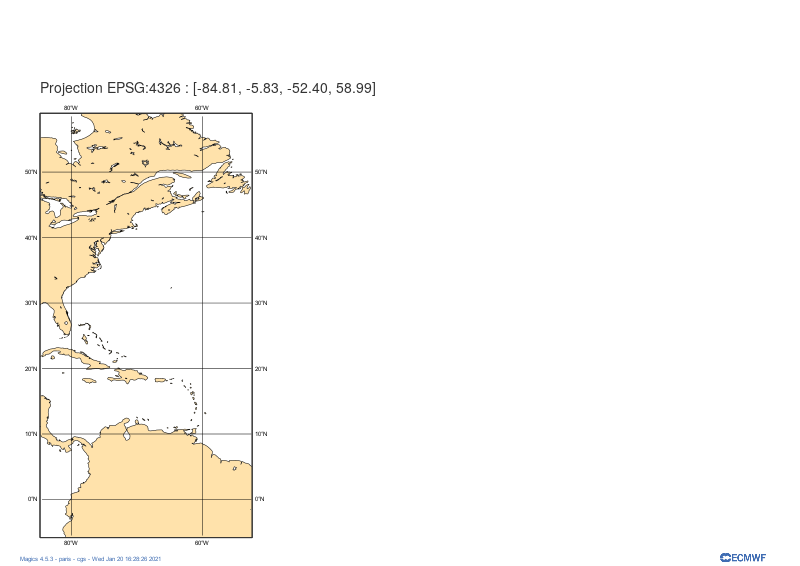 Projection EPSG:4326 : [-84.81, -5.83, -52.40, 58.99]
80°W 60°W
50°N 50°N
40°N 40°N
30°N 30°N
20°N 20°N
10°N 10°N
0°N 0°N
80°W 60°W
Magics 4.5.3 - paris - cgs - Wed Jan 20 16:28:26 2021
ECMWF